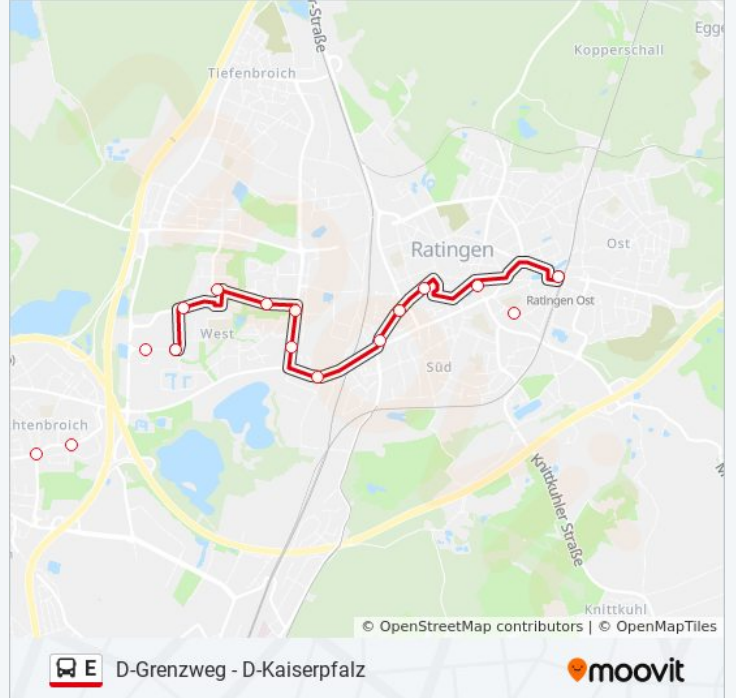 r-Straße
Egge
Kopperschall
Tiefenbroich
Ratingen
Ost
Ratingen Ost
West
Süd
)
htenbroich
Knittkuhler Straße
M
Knittkuhl
© OpenStreetMap contributors | © OpenMapTiles
E D-Grenzweg - D-Kaiserpfalz
moovit